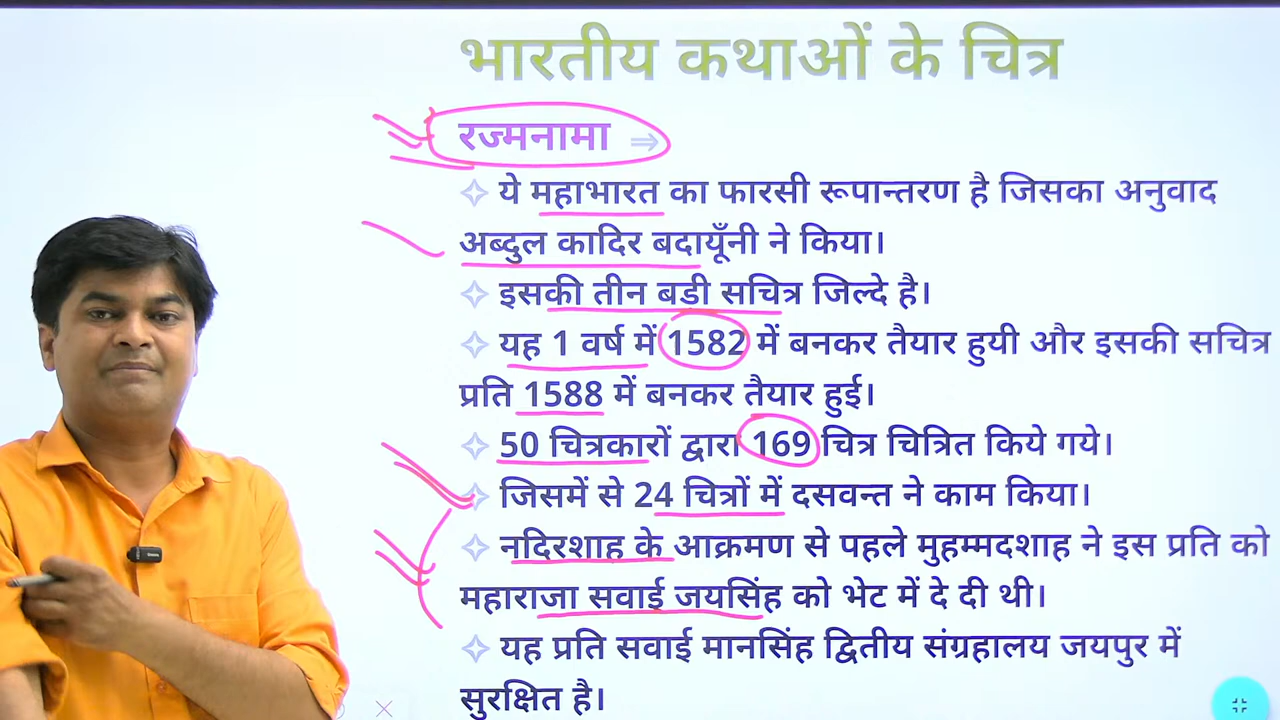 भारतीय कथाओं के चित्र
रज्मनामा ⇒
✧ ये महाभारत का फारसी रूपान्तरण है जिसका अनुवाद
अब्दुल कादिर बदायूँनी ने किया।
✧ इसकी तीन बडी सचित्र जिल्दे है।
✧ यह 1 वर्ष में 1582 में बनकर तैयार हुयी और इसकी सचित्र
प्रति 1588 में बनकर तैयार हुई।
✧ 50 चित्रकारों द्वारा 169 चित्र चित्रित किये गये।
✧ जिसमें से 24 चित्रों में दसवन्त ने काम किया।
✧ नदिरशाह के आक्रमण से पहले मुहम्मदशाह ने इस प्रति को
महाराजा सवाई जयसिंह को भेट में दे दी थी।
✧ यह प्रति सवाई मानसिंह द्वितीय संग्रहालय जयपुर में
सुरक्षित है।